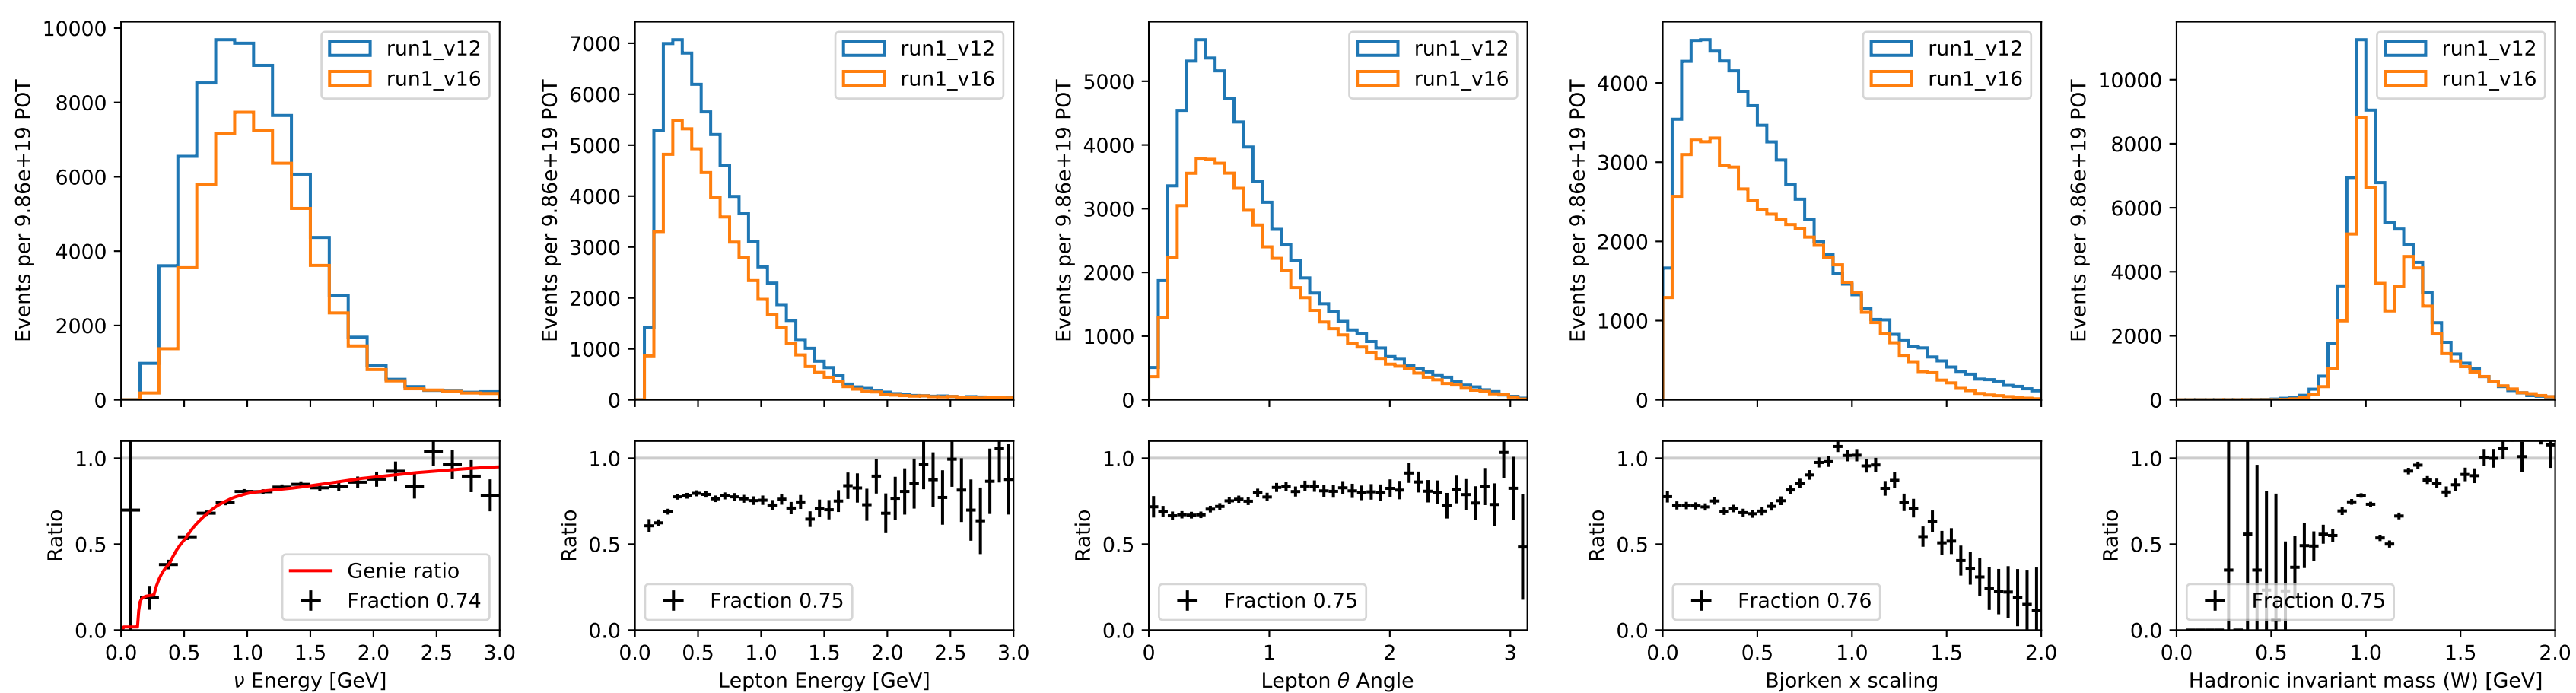 10000
8000
6000
4000
2000
0
Events per 9.86e+19 POT
run1_v12
run1_v16
7000
6000
5000
4000
3000
2000
1000
0
Events per 9.86e+19 POT
run1_v12
run1_v16
5000
4000
3000
2000
1000
0
Events per 9.86e+19 POT
run1_v12
run1_v16
4000
3000
2000
1000
0
Events per 9.86e+19 POT
run1_v12
run1_v16
10000
8000
6000
4000
2000
0
Events per 9.86e+19 POT
run1_v12
run1_v16
1.0
0.5
0.0
Ratio
Genie ratio
Fraction 0.74
0.0 0.5 1.0 1.5 2.0 2.5 3.0
ν Energy [GeV]
1.0
0.5
0.0
Ratio
Fraction 0.75
0.0 0.5 1.0 1.5 2.0 2.5 3.0
Lepton Energy [GeV]
1.0
0.5
0.0
Ratio
Fraction 0.75
0 1 2 3
Lepton θ Angle
1.0
0.5
0.0
Ratio
Fraction 0.76
0.0 0.5 1.0 1.5 2.0
Bjorken x scaling
1.0
0.5
0.0
Ratio
Fraction 0.75
0.0 0.5 1.0 1.5 2.0
Hadronic invariant mass (W) [GeV]